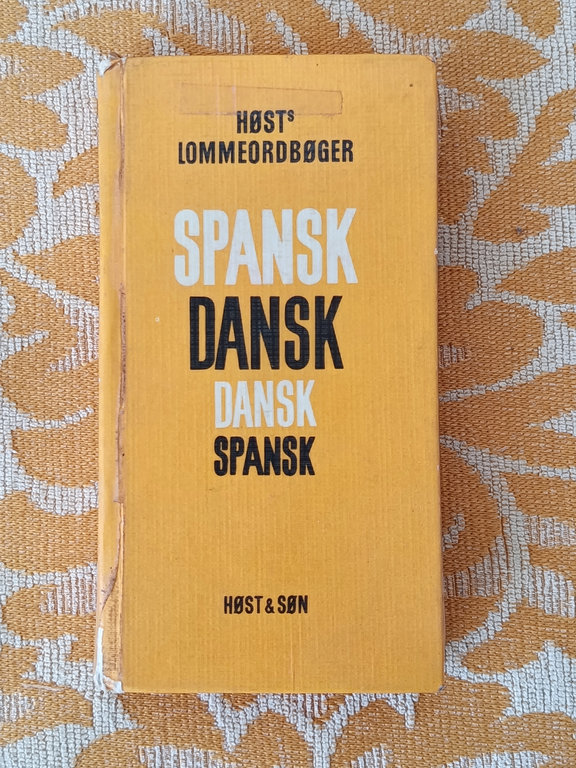 HØSTS
LOMMEORDBØGER
SPANSK
DANSK
DANSK
SPANSK
HØST & SØN